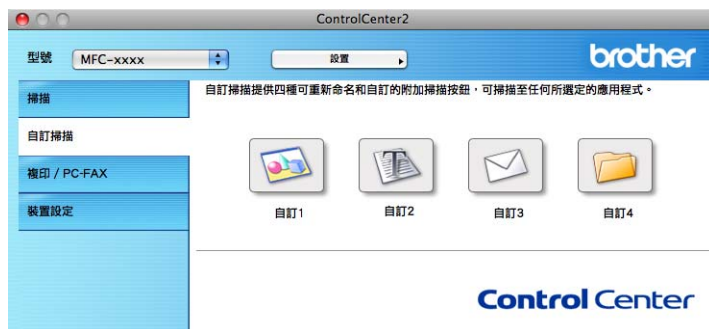 ControlCenter2
型號 MFC-xxxx 設置 brother
掃描
自訂掃描
複印 / PC-FAX
裝置設定
自訂掃描提供四種可重新命名和自訂的附加掃描按鈕，可掃描至任何所選定的應用程式。
自訂1 自訂2 自訂3 自訂4
Control Center